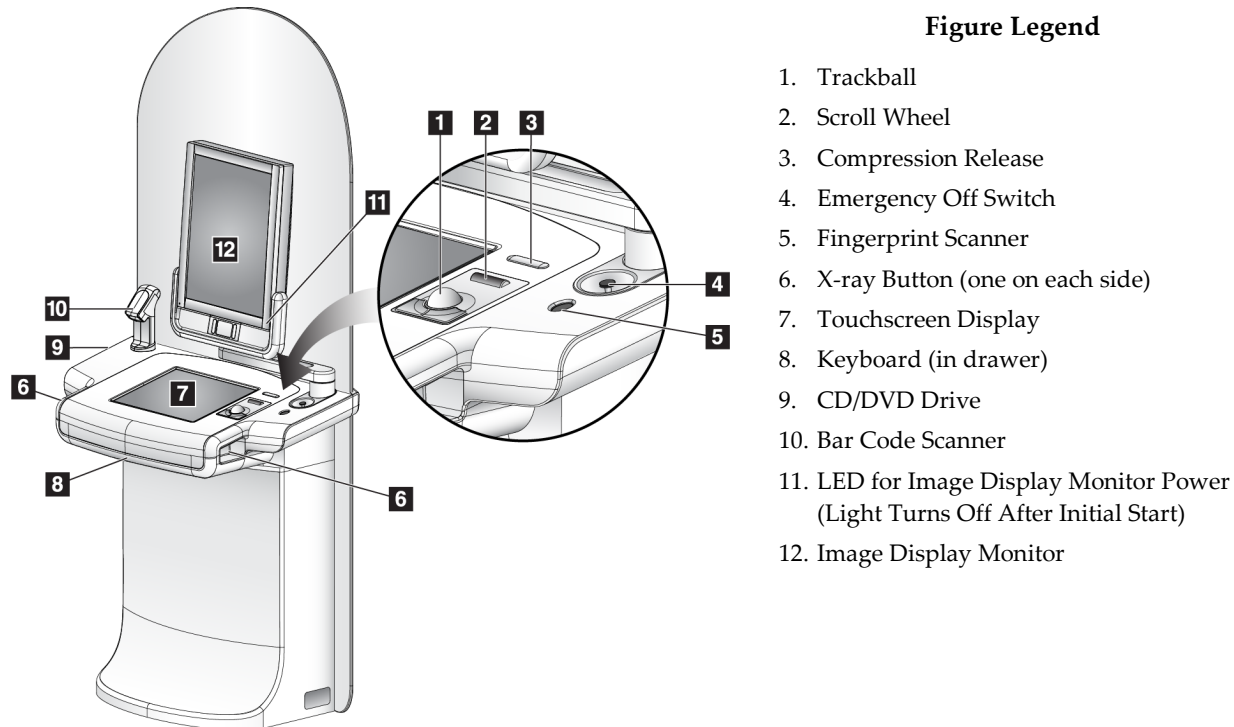 Figure Legend
1. Trackball
2. Scroll Wheel
3. Compression Release
4. Emergency Off Switch
5. Fingerprint Scanner
6. X-ray Button (one on each side)
7. Touchscreen Display
8. Keyboard (in drawer)
9. CD/DVD Drive
10. Bar Code Scanner
11. LED for Image Display Monitor Power
(Light Turns Off After Initial Start)
12. Image Display Monitor
1
2
3
11
12
4
10
5
9
6
7
8
6